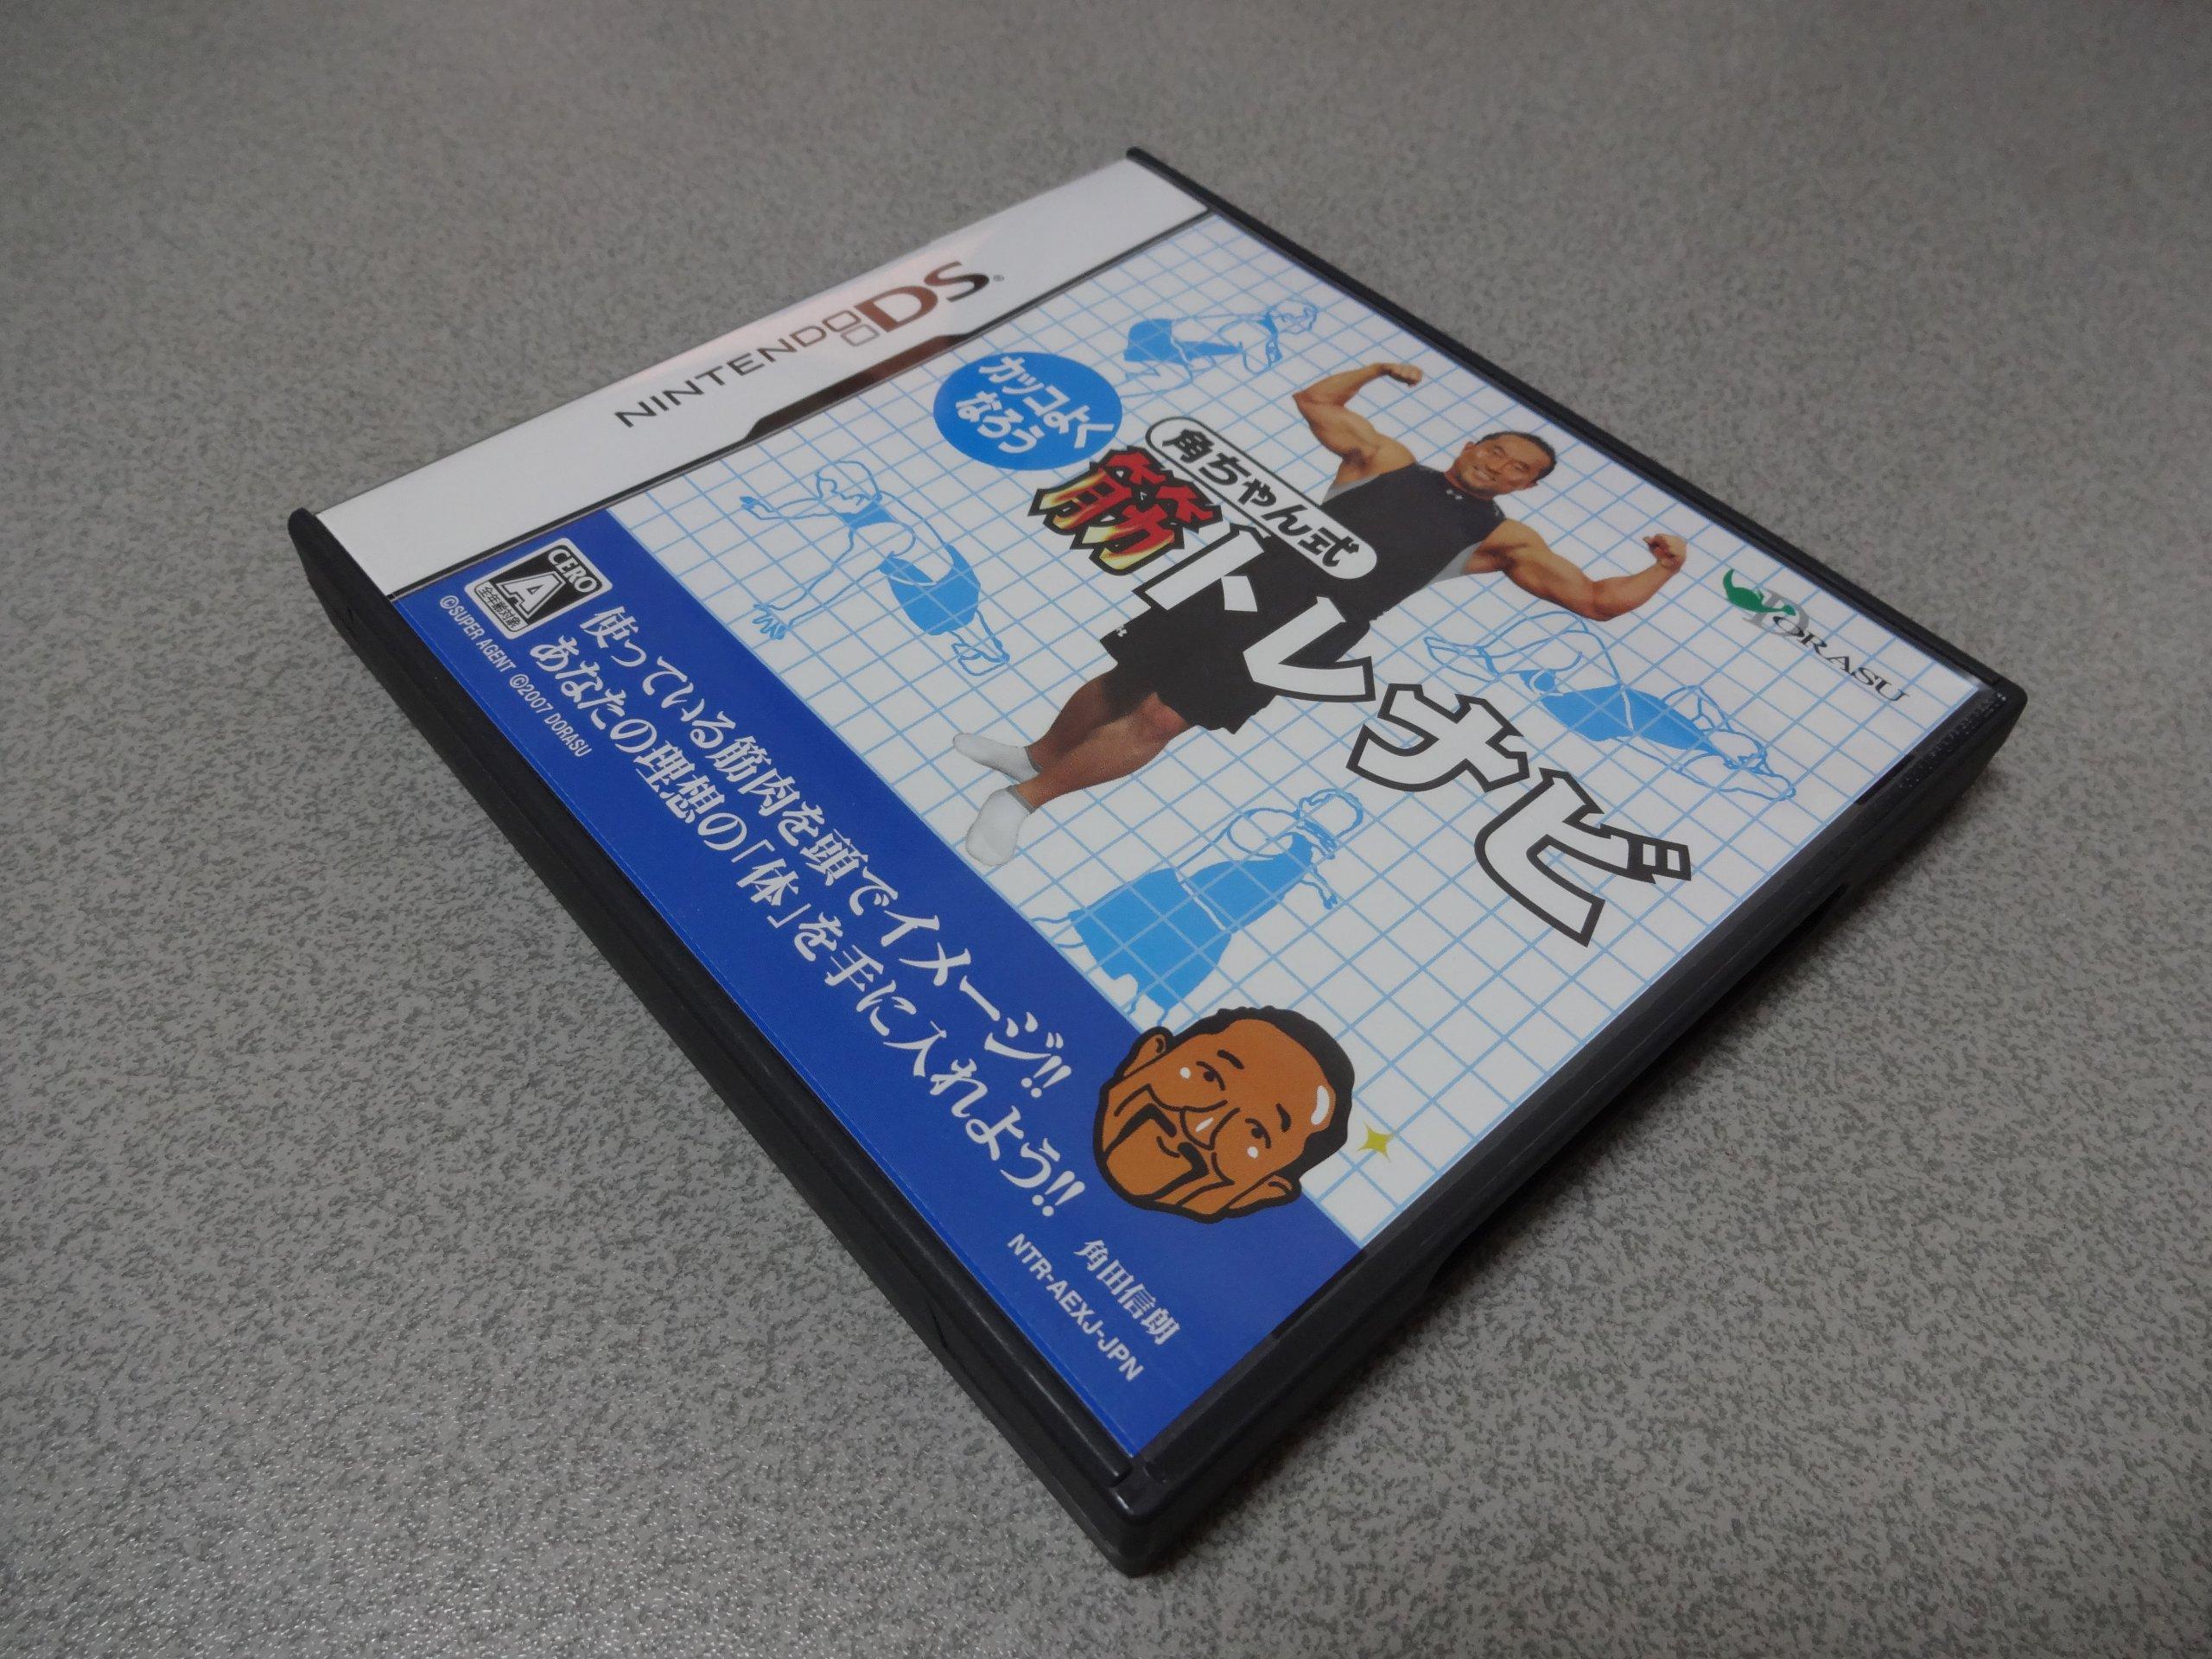 NINTENDO DS
カッコよく
なろう
角ちゃん式
筋トレナビ
DORASU
CERO
A
全年齢対象
使っている筋肉を頭でイメージ!!
あなたの理想の「体」を手に入れよう!!
©SUPER AGENT ©2007 DORASU
角田信朗
NTR-AEXJ-JPN